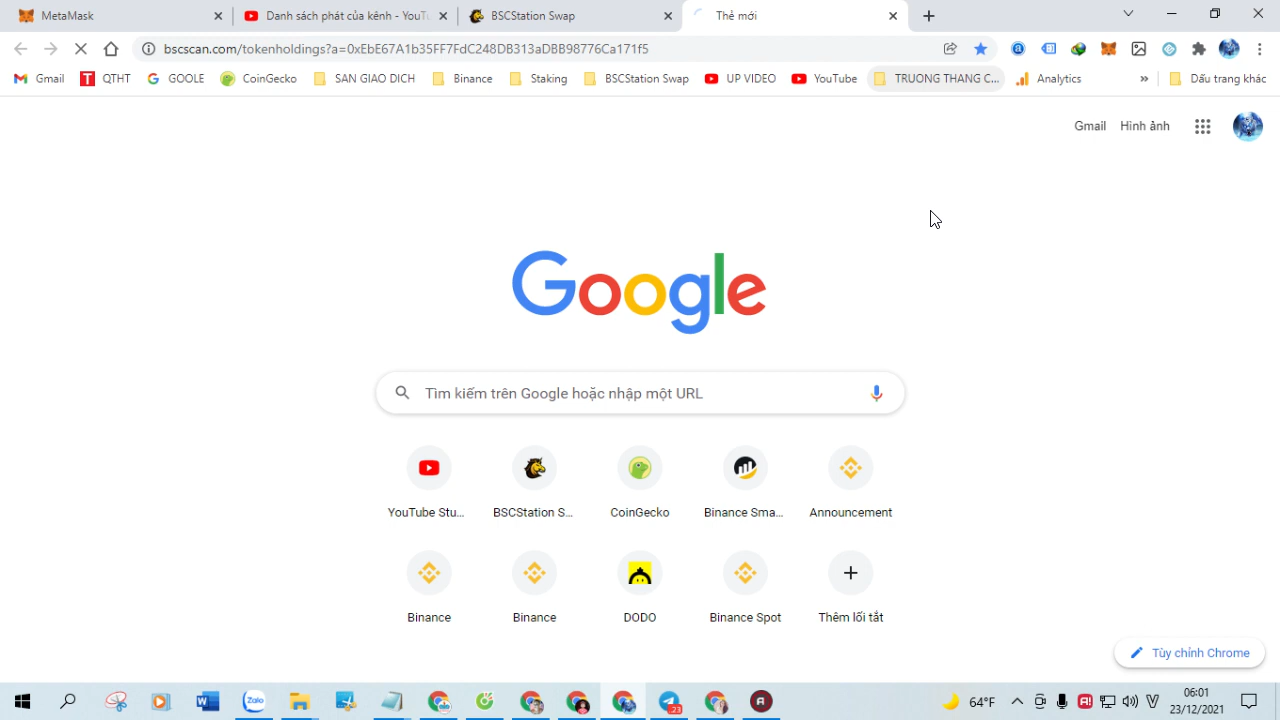 MetaMask
Danh sách phát của kênh - YouT
BSCStation Swap
Thẻ mới
bscscan.com/tokenholdings?a=0xEbE67A1b35FF7FdC248DB313aDBB98776Ca171f5
Gmail
QTHT
GOOLE
CoinGecko
SAN GIAO DICH
Binance
Staking
BSCStation Swap
UP VIDEO
YouTube
TRUONG THANG C...
Analytics
»
Dấu trang khác
Gmail
Hình ảnh
Google
Tìm kiếm trên Google hoặc nhập một URL
YouTube Stu...
BSCStation S...
CoinGecko
Binance Sma...
Announcement
Binance
Binance
DODO
Binance Spot
Thêm lối tắt
Tùy chỉnh Chrome
Zalo
23
64°F
06:01
23/12/2021